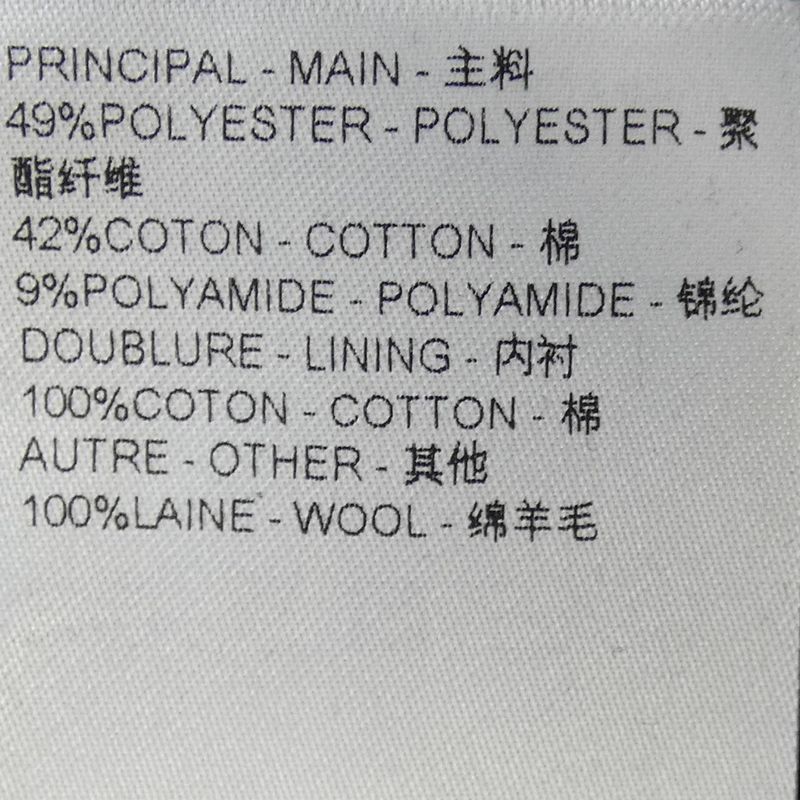 PRINCIPAL - MAIN - 主料
49%POLYESTER - POLYESTER - 聚
酯纤维
42%COTON - COTTON - 棉
9%POLYAMIDE - POLYAMIDE - 锦纶
DOUBLURE - LINING - 内衬
100%COTON - COTTON - 棉
AUTRE - OTHER - 其他
100%LAINE - WOOL - 绵羊毛